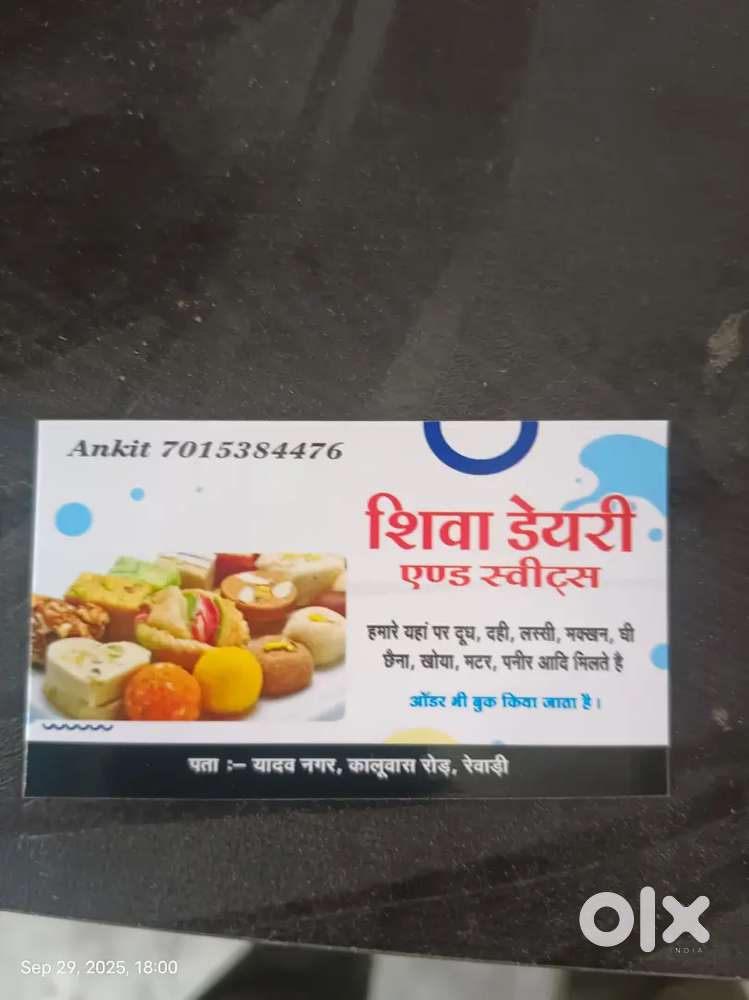 Ankit 7015384476
शिवा डेयरी
एण्ड स्वीट्स
हमारे यहां पर दूध, दही, लस्सी, मक्खन, घी
छैना, खोया, मटर, पनीर आदि मिलते है
ऑडर भी बुक किया जाता है।
पता :– यादव नगर, कालूवास रोड़, रेवाड़ी
olx
INDIA
Sep 29, 2025, 18:00